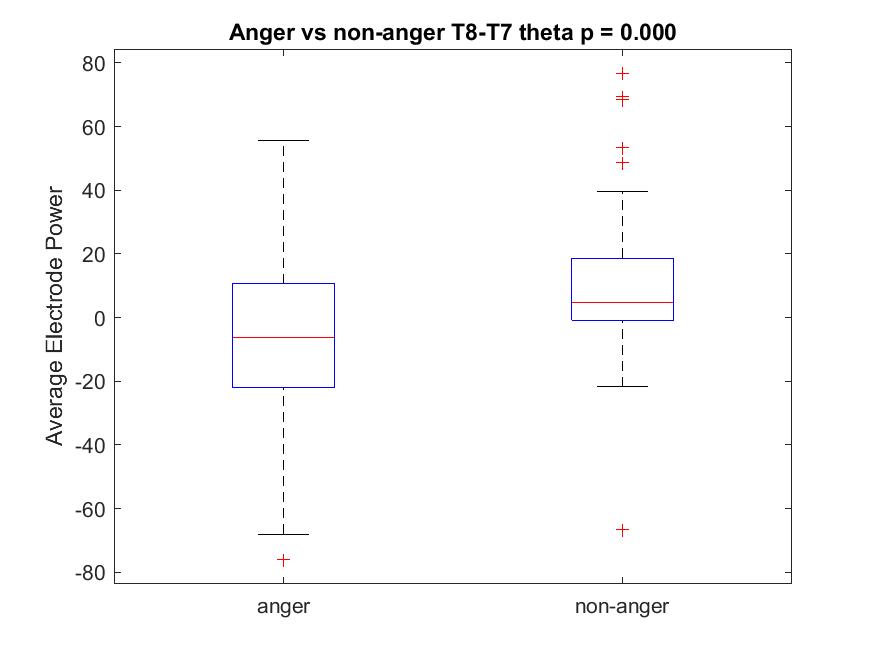 Anger vs non-anger T8-T7 theta p = 0.000
Average Electrode Power
80
60
40
20
0
-20
-40
-60
-80
anger
non-anger